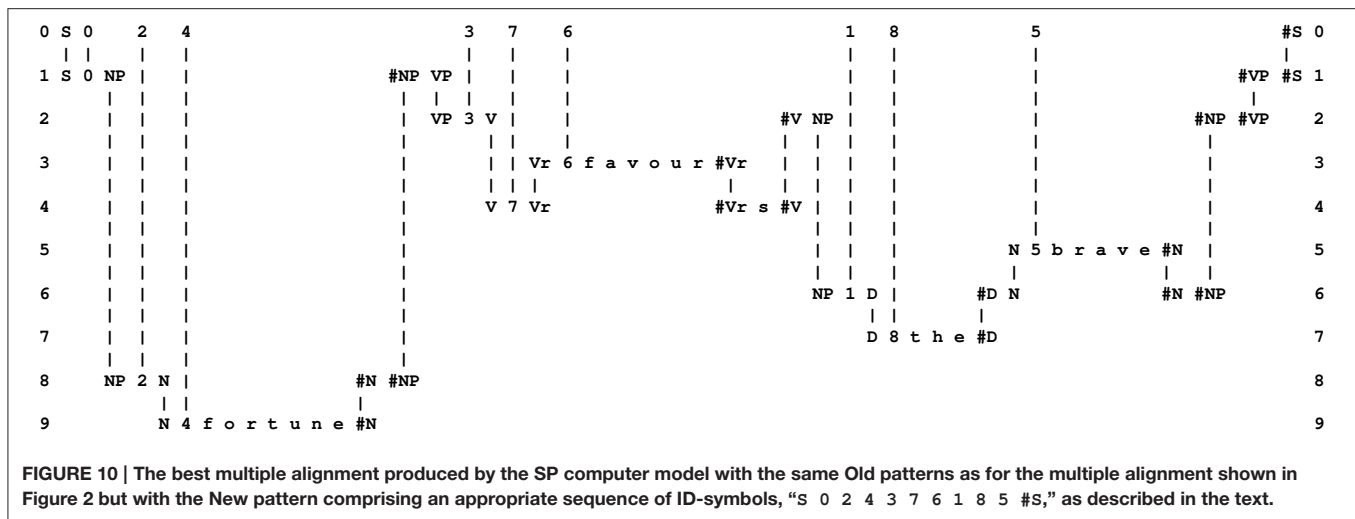 0 S 0 2 4 3 7 6 1 8 5 #S 0
1 S 0 NP #NP VP #VP #S 1
2 VP 3 V #V NP #NP #VP 2
3 Vr 6 f a v o u r #Vr 3
4 V 7 Vr #Vr s #V 4
5 N 5 b r a v e #N 5
6 NP 1 D #D N #N #NP 6
7 D 8 t h e #D 7
8 NP 2 N #N #NP 8
9 N 4 f o r t u n e #N 9
FIGURE 10 | The best multiple alignment produced by the SP computer model with the same Old patterns as for the multiple alignment shown in
Figure 2 but with the New pattern comprising an appropriate sequence of ID-symbols, “S 0 2 4 3 7 6 1 8 5 #S,” as described in the text.